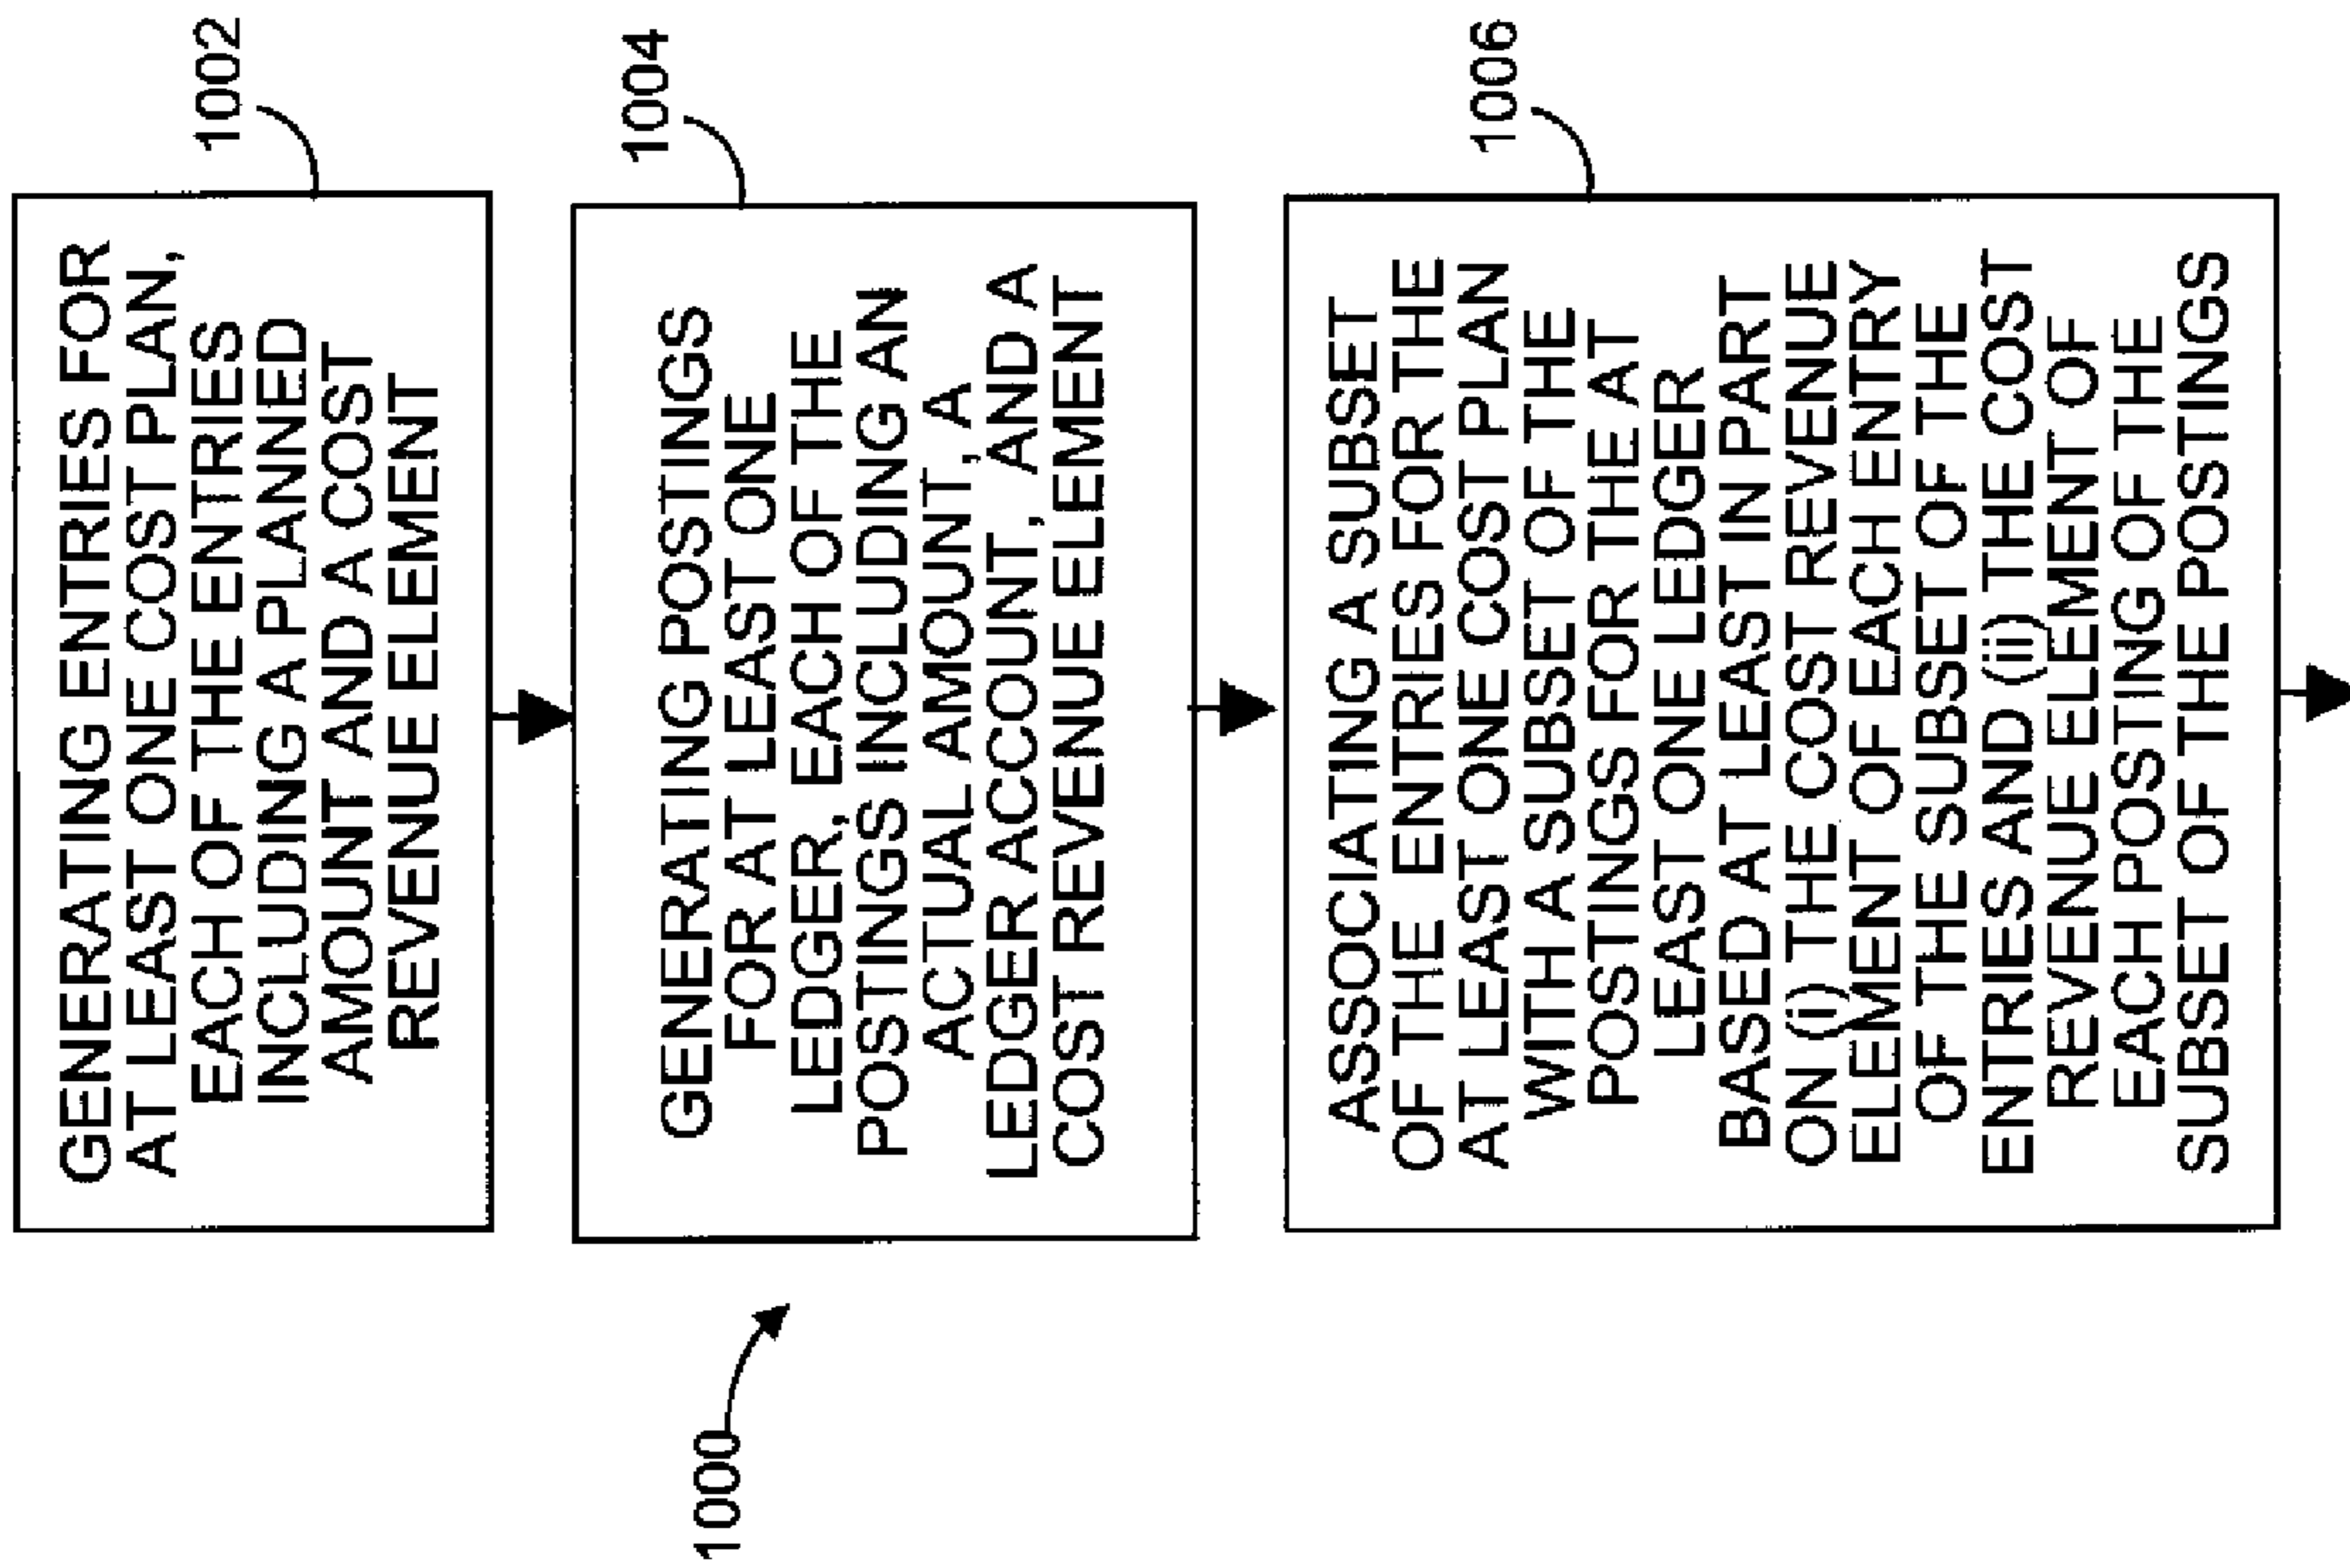 GENERATING ENTRIES FOR
AT LEAST ONE COST PLAN,
EACH OF THE ENTRIES
INCLUDING A PLANNED
AMOUNT AND A COST
REVENUE ELEMENT
1002
GENERATING POSTINGS
FOR AT LEAST ONE
LEDGER, EACH OF THE
POSTINGS INCLUDING AN
ACTUAL AMOUNT, A
LEDGER ACCOUNT, AND A
COST REVENUE ELEMENT
1004
1000
ASSOCIATING A SUBSET
OF THE ENTRIES FOR THE
AT LEAST ONE COST PLAN
WITH A SUBSET OF THE
POSTINGS FOR THE AT
LEAST ONE LEDGER
BASED AT LEAST IN PART
ON (i) THE COST REVENUE
ELEMENT OF EACH ENTRY
OF THE SUBSET OF THE
ENTRIES AND (ii) THE COST
REVENUE ELEMENT OF
EACH POSTING OF THE
SUBSET OF THE POSTINGS
1006